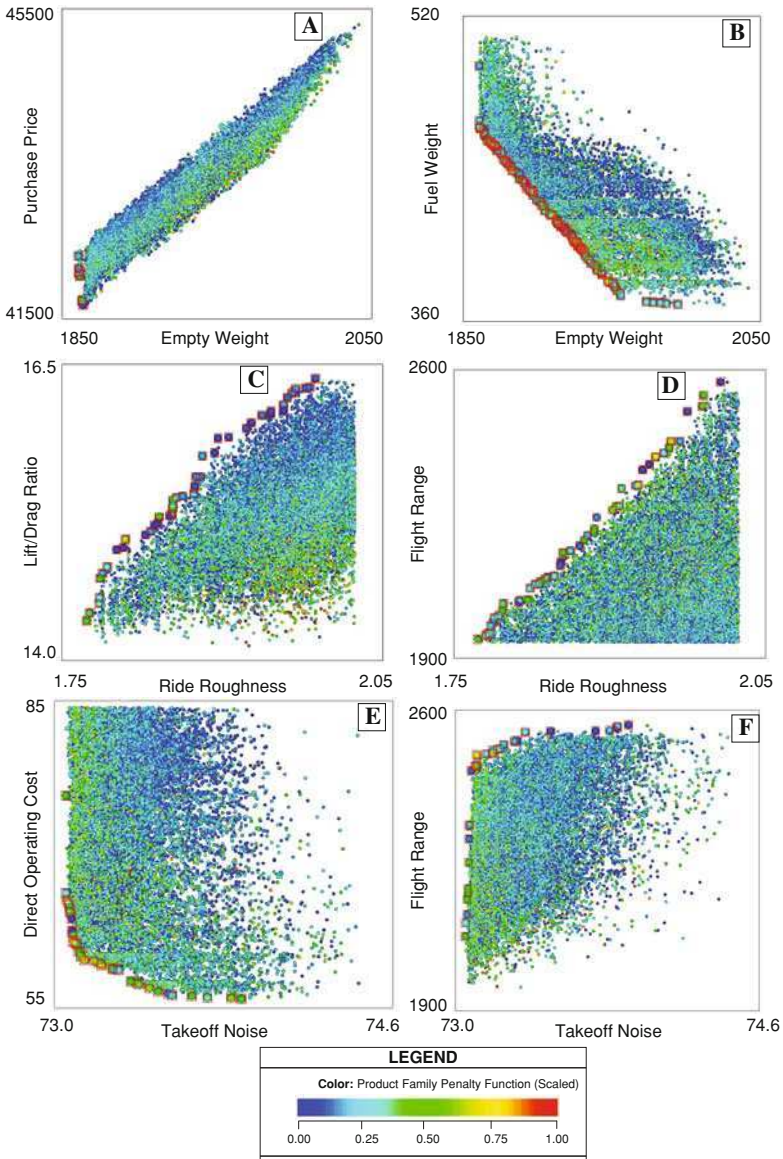 A
45500
Purchase Price
41500
1850
Empty Weight
2050
B
520
Fuel Weight
360
1850
Empty Weight
2050
C
16.5
Lift/Drag Ratio
14.0
1.75
Ride Roughness
2.05
D
2600
Flight Range
1900
1.75
Ride Roughness
2.05
E
85
Direct Operating Cost
55
73.0
Takeoff Noise
74.6
F
2600
Flight Range
1900
73.0
Takeoff Noise
74.6
LEGEND
Color: Product Family Penalty Function (Scaled)
0.00 0.25 0.50 0.75 1.00